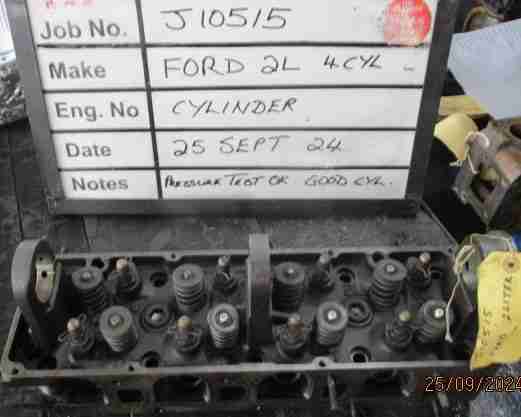 Job No. J10515
Make FORD 2L 4CYL
Eng. No CYLINDER
Date 25 SEPT 24
Notes PRESSURE TEST OK GOOD CYL.
25/09/2024